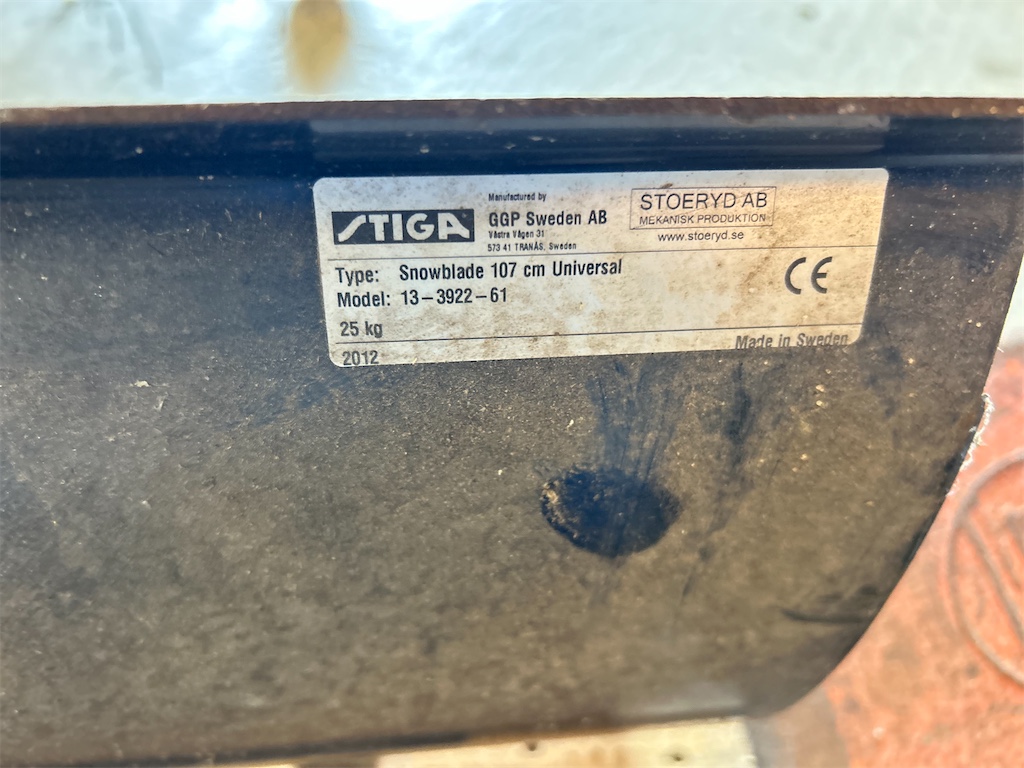 STIGA
Manufactured by
GGP Sweden AB
Västra Vägen 31
573 41 TRANÅS, Sweden
STOERYD AB
MEKANISK PRODUKTION
www.stoeryd.se
Type: Snowblade 107 cm Universal
Model: 13-3922-61
CE
25 kg
2012
Made in Sweden